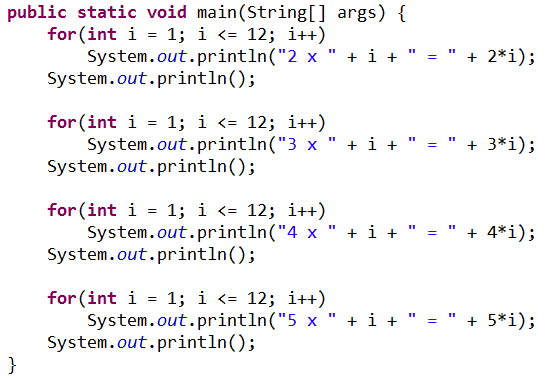 public static void main(String[] args) {
    for(int i = 1; i <= 12; i++)
        System.out.println("2 x " + i + " = " + 2*i);
    System.out.println();

    for(int i = 1; i <= 12; i++)
        System.out.println("3 x " + i + " = " + 3*i);
    System.out.println();

    for(int i = 1; i <= 12; i++)
        System.out.println("4 x " + i + " = " + 4*i);
    System.out.println();

    for(int i = 1; i <= 12; i++)
        System.out.println("5 x " + i + " = " + 5*i);
    System.out.println();
}